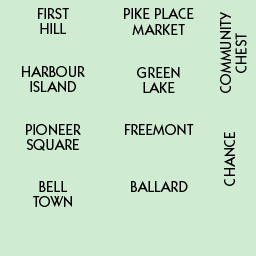 FIRST
HILL
PIKE PLACE
MARKET
HARBOUR
ISLAND
GREEN
LAKE
PIONEER
SQUARE
FREEMONT
BELL
TOWN
BALLARD
COMMUNITY
CHEST
CHANCE